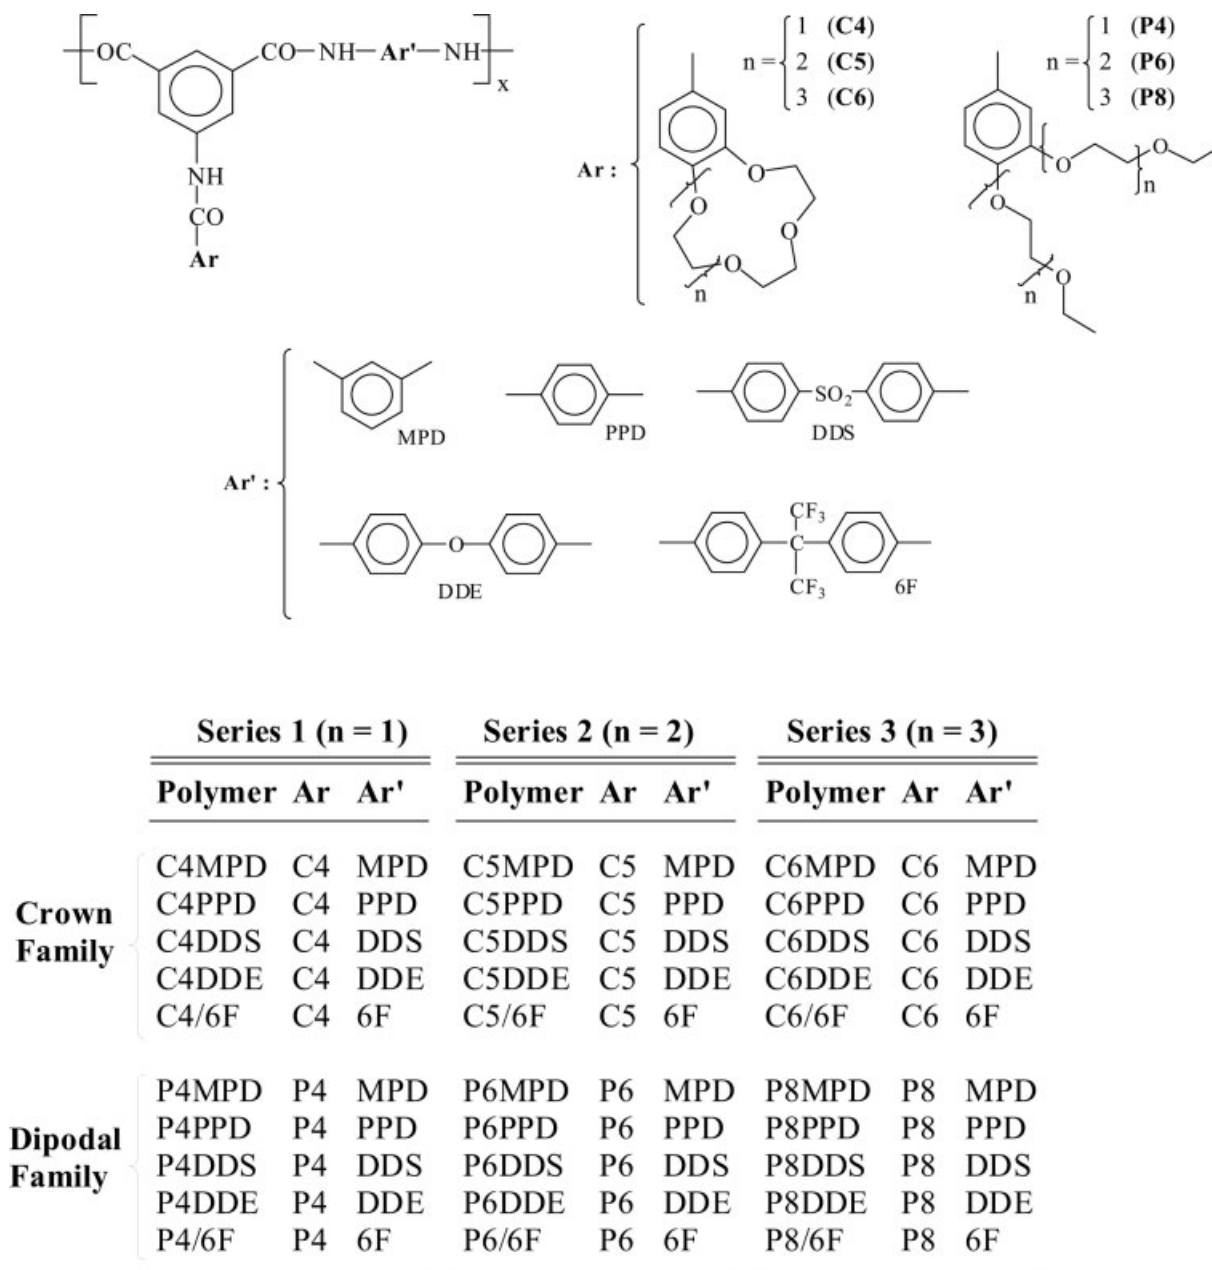 OC CO–NH–Ar'–NH x
NH
CO
Ar
Ar :
n = 1 (C4)
2 (C5)
3 (C6)
O
O
O
O
n
n = 1 (P4)
2 (P6)
3 (P8)
O
O
n
O
O
n
Ar' :
MPD
PPD
SO2
DDS
O
DDE
CF3
C
CF3
6F
Series 1 (n = 1) Series 2 (n = 2) Series 3 (n = 3)
Polymer Ar Ar' Polymer Ar Ar' Polymer Ar Ar'
Crown Family
C4MPD C4 MPD C5MPD C5 MPD C6MPD C6 MPD
C4PPD C4 PPD C5PPD C5 PPD C6PPD C6 PPD
C4DDS C4 DDS C5DDS C5 DDS C6DDS C6 DDS
C4DDE C4 DDE C5DDE C5 DDE C6DDE C6 DDE
C4/6F C4 6F C5/6F C5 6F C6/6F C6 6F
Dipodal Family
P4MPD P4 MPD P6MPD P6 MPD P8MPD P8 MPD
P4PPD P4 PPD P6PPD P6 PPD P8PPD P8 PPD
P4DDS P4 DDS P6DDS P6 DDS P8DDS P8 DDS
P4DDE P4 DDE P6DDE P6 DDE P8DDE P8 DDE
P4/6F P4 6F P6/6F P6 6F P8/6F P8 6F